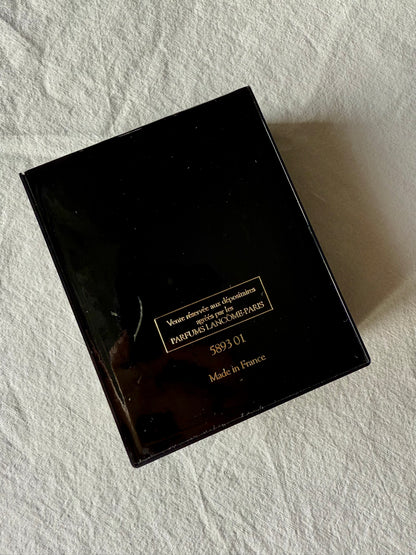 Vente réservée aux dépositaires
agréés par les
PARFUMS LANCÔME·PARIS
5893 01
Made in France